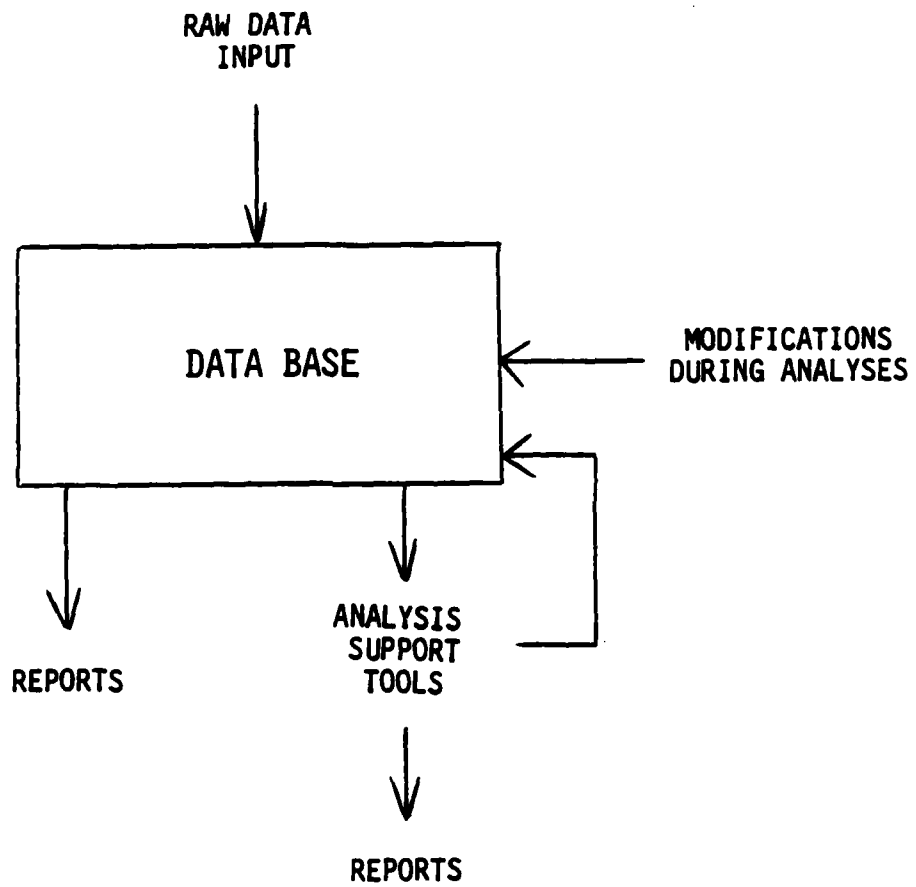 RAW DATA
INPUT
DATA BASE
MODIFICATIONS
DURING ANALYSES
ANALYSIS
SUPPORT
TOOLS
REPORTS
REPORTS